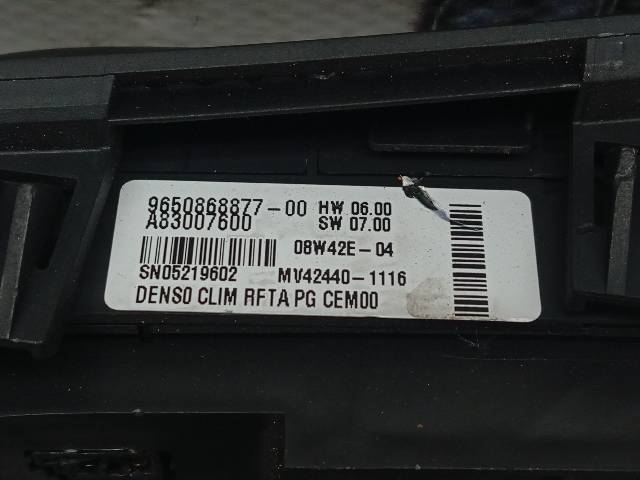 9650868877-00 HW 06.00
A83007600 SW 07.00
08W42E-04
SN05219602 MV42440-1116
DENSO CLIM RFTA PG CEM00